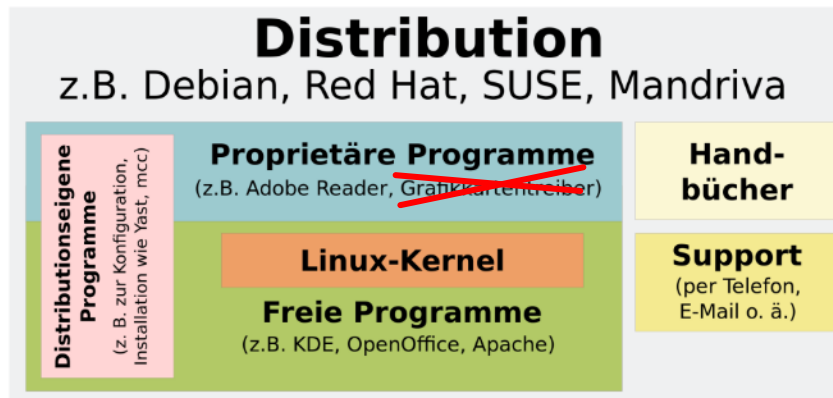 Distribution
z.B. Debian, Red Hat, SUSE, Mandriva
Distributionseigene
Programme
(z. B. zur Konfiguration,
Installation wie Yast, mcc)
Proprietäre Programme
(z.B. Adobe Reader, Grafikkartentreiber)
Linux-Kernel
Freie Programme
(z.B. KDE, OpenOffice, Apache)
Hand-
bücher
Support
(per Telefon,
E-Mail o. ä.)